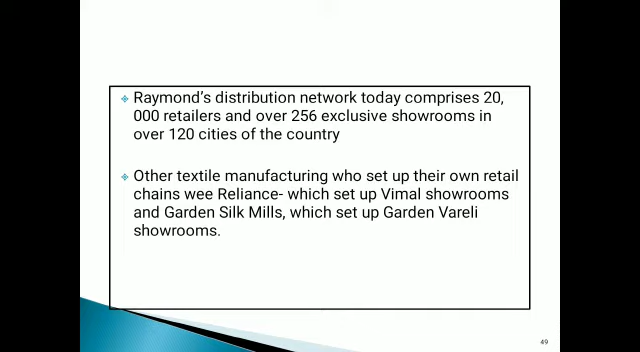 Raymond's distribution network today comprises 20,
000 retailers and over 256 exclusive showrooms in
over 120 cities of the country
Other textile manufacturing who set up their own retail
chains wee Reliance- which set up Vimal showrooms
and Garden Silk Mills, which set up Garden Vareli
showrooms.
49